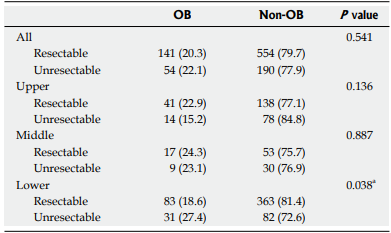 OB Non-OB P value
All 0.541
Resectable 141 (20.3) 554 (79.7)
Unresectable 54 (22.1) 190 (77.9)
Upper 0.136
Resectable 41 (22.9) 138 (77.1)
Unresectable 14 (15.2) 78 (84.8)
Middle 0.887
Resectable 17 (24.3) 53 (75.7)
Unresectable 9 (23.1) 30 (76.9)
Lower 0.038a
Resectable 83 (18.6) 363 (81.4)
Unresectable 31 (27.4) 82 (72.6)